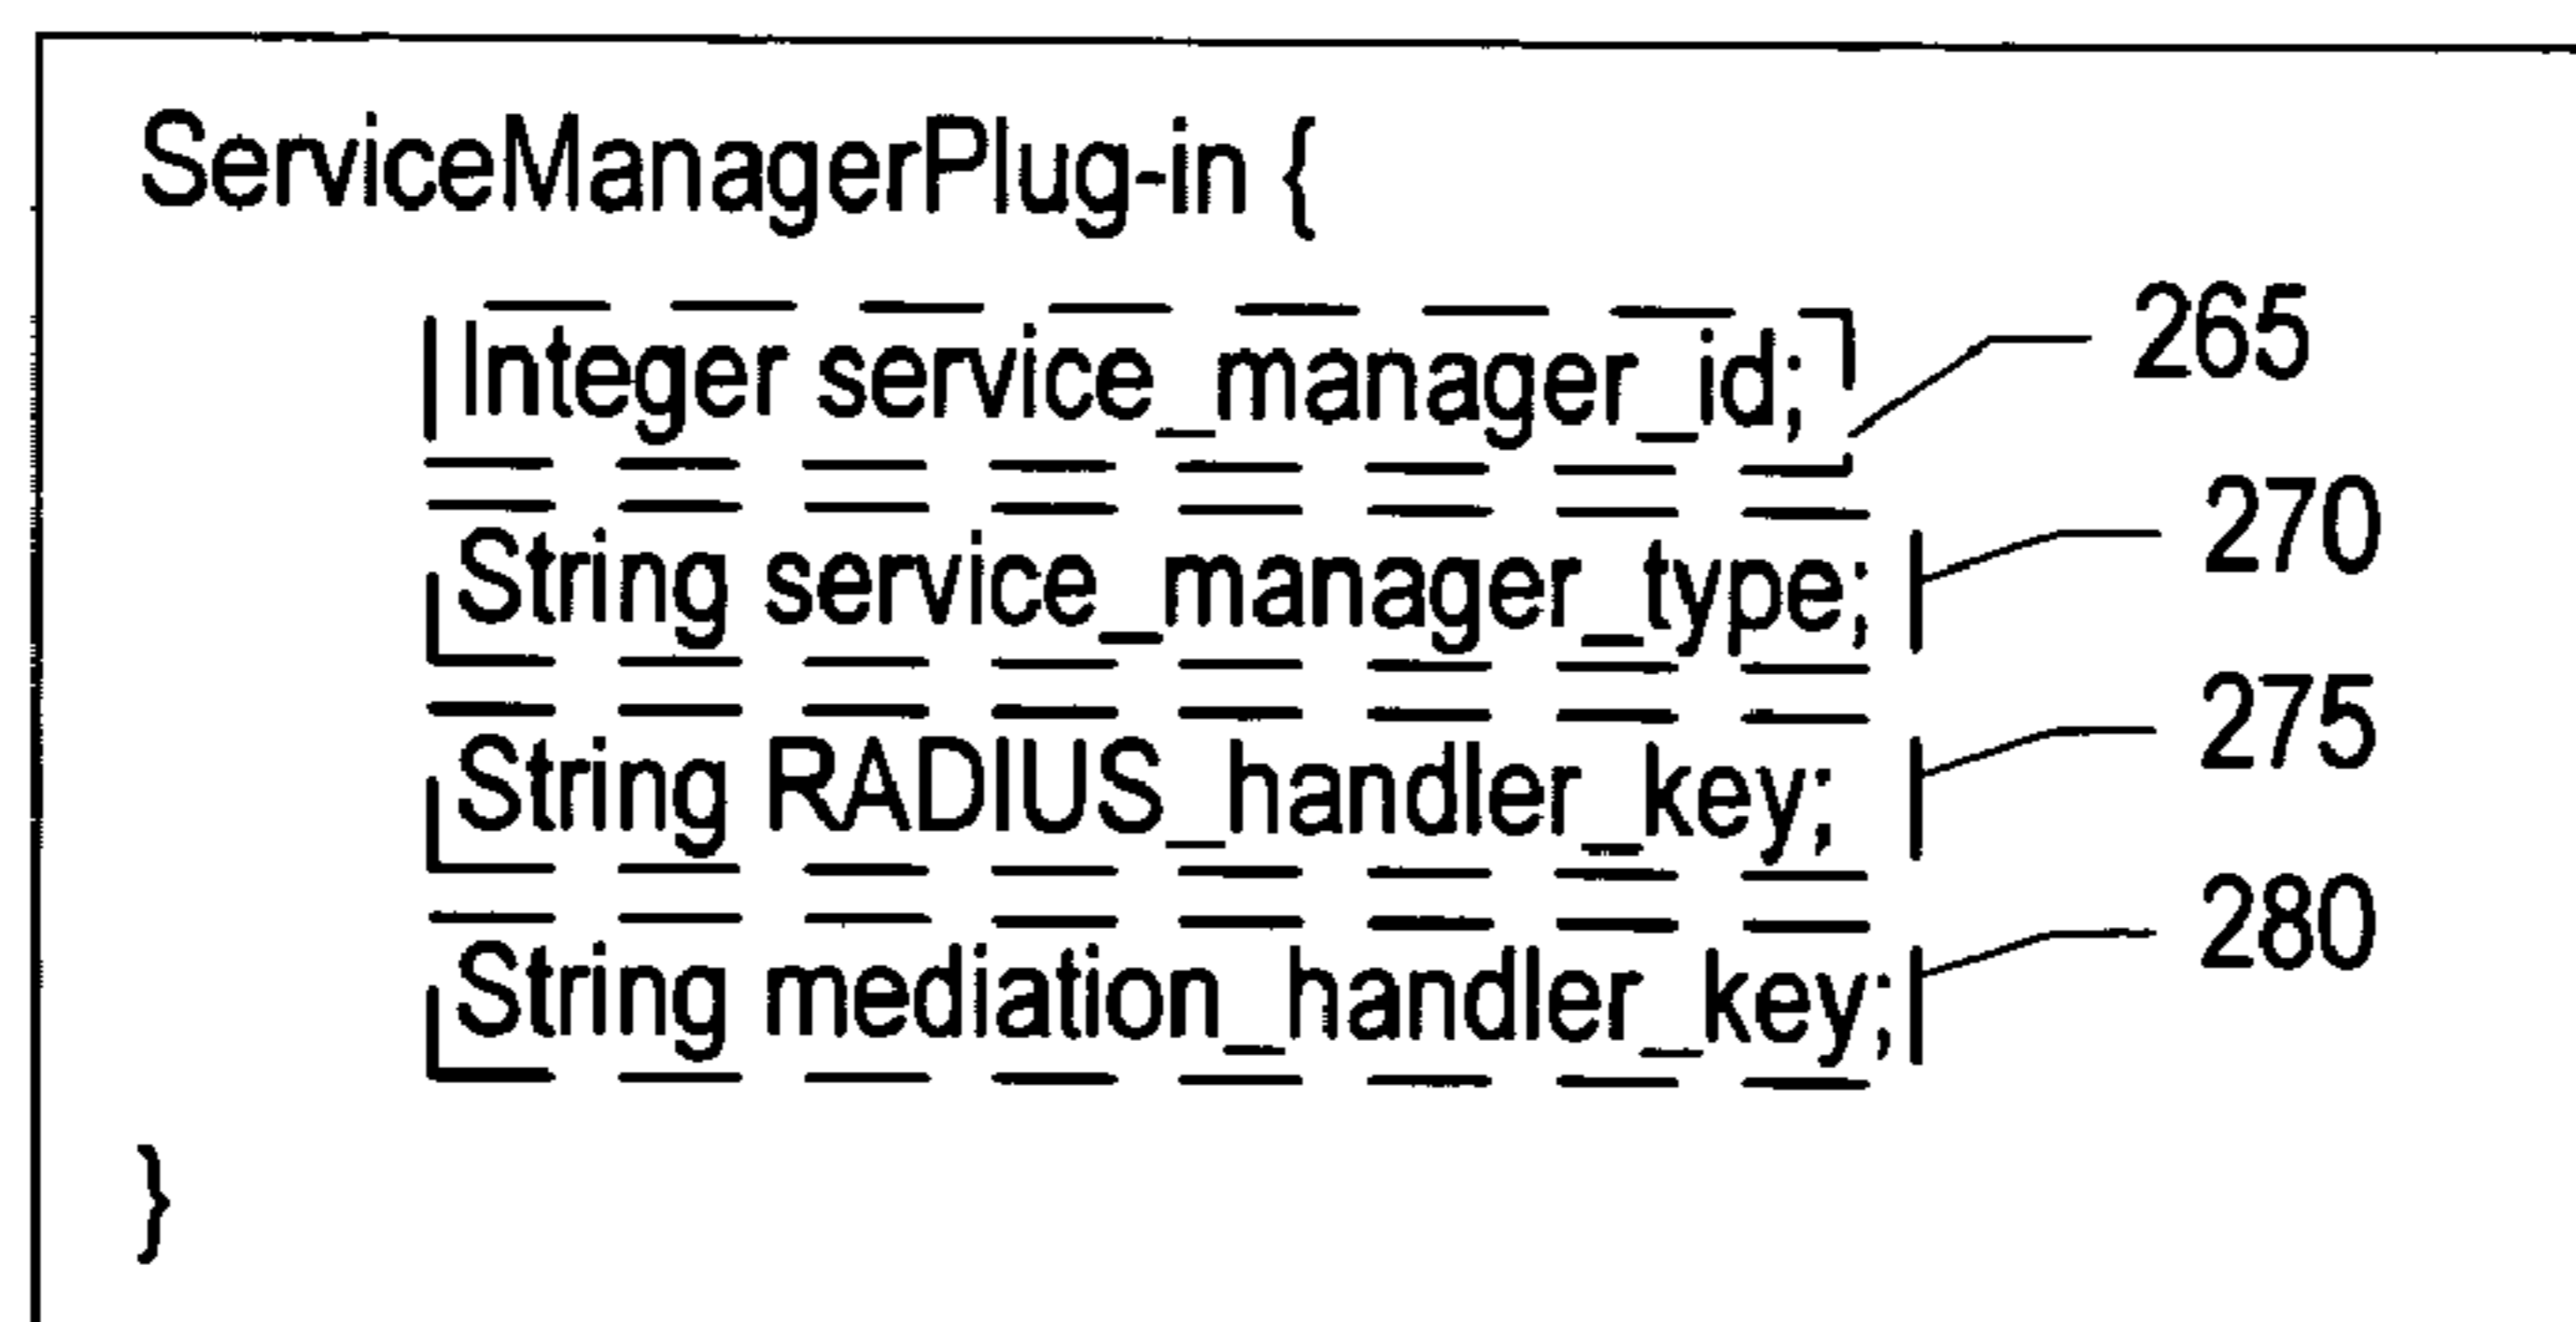 ServiceManagerPlug-in {
Integer service_manager_id; 265
String service_manager_type; 270
String RADIUS_handler_key; 275
String mediation_handler_key; 280
}